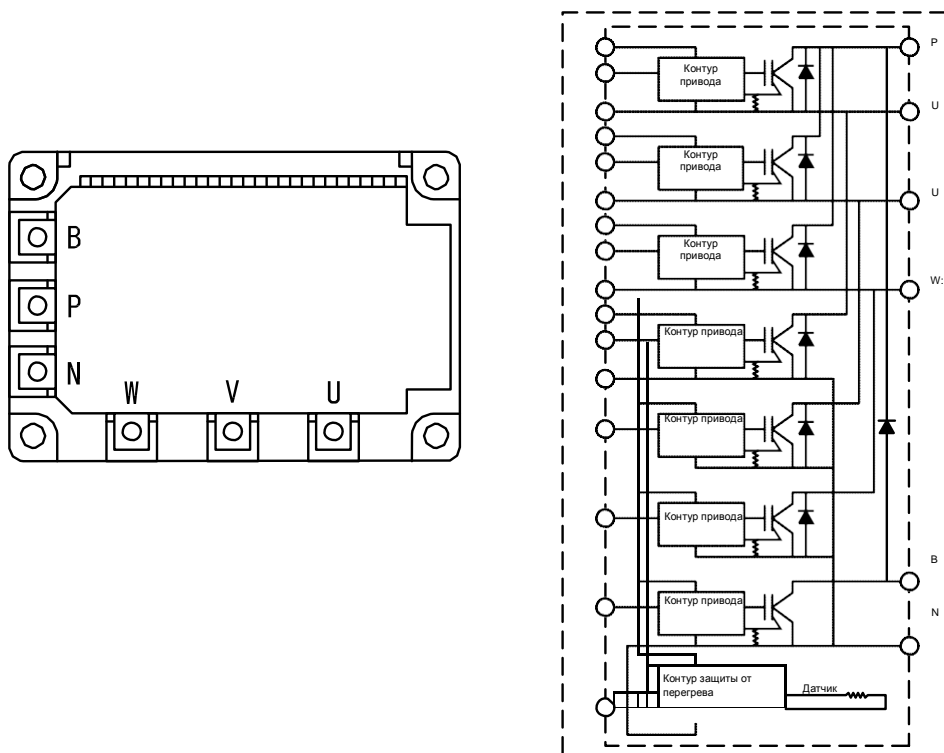 B
P
N
W V U
P
Контур
привода
U
Контур
привода
U
Контур
привода
W:
Контур привода
Контур привода
Контур привода
B
Контур привода
N
Контур защиты от
перегрева
Датчик